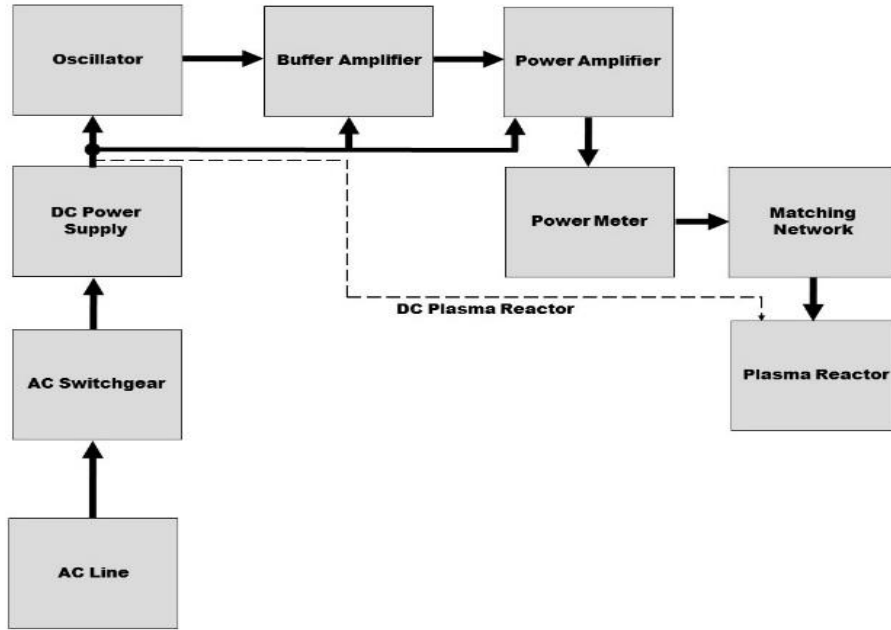 Oscillator
Buffer Amplifier
Power Amplifier
DC Power
Supply
Power Meter
Matching
Network
DC Plasma Reactor
AC Switchgear
Plasma Reactor
AC Line